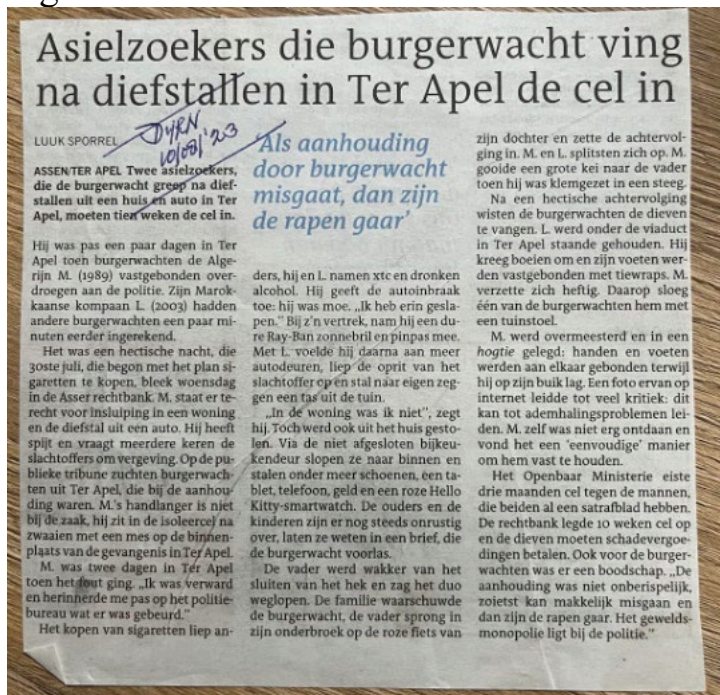 Asielzoekers die burgerwacht ving
na diefstallen in Ter Apel de cel in
LUUK SPORREL
DVHN
10/08/'23
ASSEN/TER APEL Twee asielzoekers,
die de burgerwacht greep na dief-
stallen uit een huis en auto in Ter
Apel, moeten tien weken de cel in.
Hij was pas een paar dagen in Ter
Apel toen burgerwachten de Alge-
rijn M. (1989) vastgebonden over-
droegen aan de politie. Zijn Marok-
kaanse kompaan L. (2003) hadden
andere burgerwachten een paar mi-
nuten eerder ingerekend.
Het was een hectische nacht, die
30ste juli, die begon met het plan si-
garetten te kopen, bleek woensdag
in de Asser rechtbank. M. staat er te-
recht voor insluiping in een woning
en de diefstal uit een auto. Hij heeft
spijt en vraagt meerdere keren de
slachtoffers om vergeving. Op de pu-
blieke tribune zuchten burgerwach-
ten uit Ter Apel, die bij de aanhou-
ding waren. M.'s handlanger is niet
bij de zaak, hij zit in de isoleercel na
zwaaien met een mes op de binnen-
plaats van de gevangenis in Ter Apel.
M. was twee dagen in Ter Apel
toen het fout ging. „Ik was verward
en herinnerde me pas op het politie-
bureau wat er was gebeurd.”
Het kopen van sigaretten liep an-
‘Als aanhouding
door burgerwacht
misgaat, dan zijn
de rapen gaar’
ders, hij en L. namen xtc en dronken
alcohol. Hij geeft de autoinbraak
toe: hij was moe. „Ik heb erin gesla-
pen.” Bij z’n vertrek, nam hij een du-
re Ray-Ban zonnebril en pinpas mee.
Met L. voelde hij daarna aan meer
autodeuren, liep de oprit van het
slachtoffer op en stal naar eigen zeg-
gen een tas uit de tuin.
„In de woning was ik niet”, zegt
hij. Toch werd ook uit het huis gesto-
len. Via de niet afgesloten bijkeu-
kendeur slopen ze naar binnen en
stalen onder meer schoenen, een ta-
blet, telefoon, geld en een roze Hello
Kitty-smartwatch. De ouders en de
kinderen zijn er nog steeds onrustig
over, laten ze weten in een brief, die
de burgerwacht voorlas.
De vader werd wakker van het
sluiten van het hek en zag het duo
weglopen. De familie waarschuwde
de burgerwacht, de vader sprong in
zijn onderbroek op de roze fiets van
zijn dochter en zette de achtervol-
ging in. M. en L. splitsten zich op. M.
gooide een grote kei naar de vader
toen hij was klemgezet in een steeg.
Na een hectische achtervolging
wisten de burgerwachten de dieven
te vangen. L. werd onder de viaduct
in Ter Apel staande gehouden. Hij
kreeg boeien om en zijn voeten wer-
den vastgebonden met tiewraps. M.
verzette zich heftig. Daarop sloeg
één van de burgerwachten hem met
een tuinstoel.
M. werd overmeesterd en in een
hogtie gelegd: handen en voeten
werden aan elkaar gebonden terwijl
hij op zijn buik lag. Een foto ervan op
internet leidde tot veel kritiek: dit
kan tot ademhalingsproblemen lei-
den. M. zelf was niet erg ontdaan en
vond het een ‘eenvoudige’ manier
om hem vast te houden.
Het Openbaar Ministerie eiste
drie maanden cel tegen de mannen,
die beiden al een satrafblad hebben.
De rechtbank legde 10 weken cel op
en de dieven moeten schadevergoe-
dingen betalen. Ook voor de burger-
wachten was er een boodschap. „De
aanhouding was niet onberispelijk,
zoietst kan makkelijk misgaan en
dan zijn de rapen gaar. Het gewelds-
monopolie ligt bij de politie.”